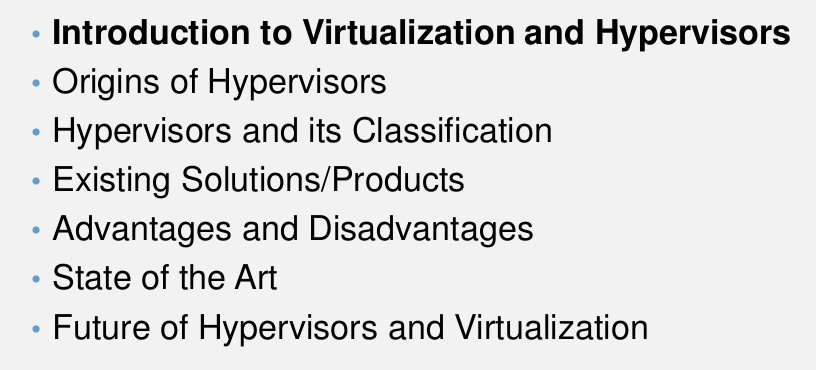 • Introduction to Virtualization and Hypervisors
• Origins of Hypervisors
• Hypervisors and its Classification
• Existing Solutions/Products
• Advantages and Disadvantages
• State of the Art
• Future of Hypervisors and Virtualization